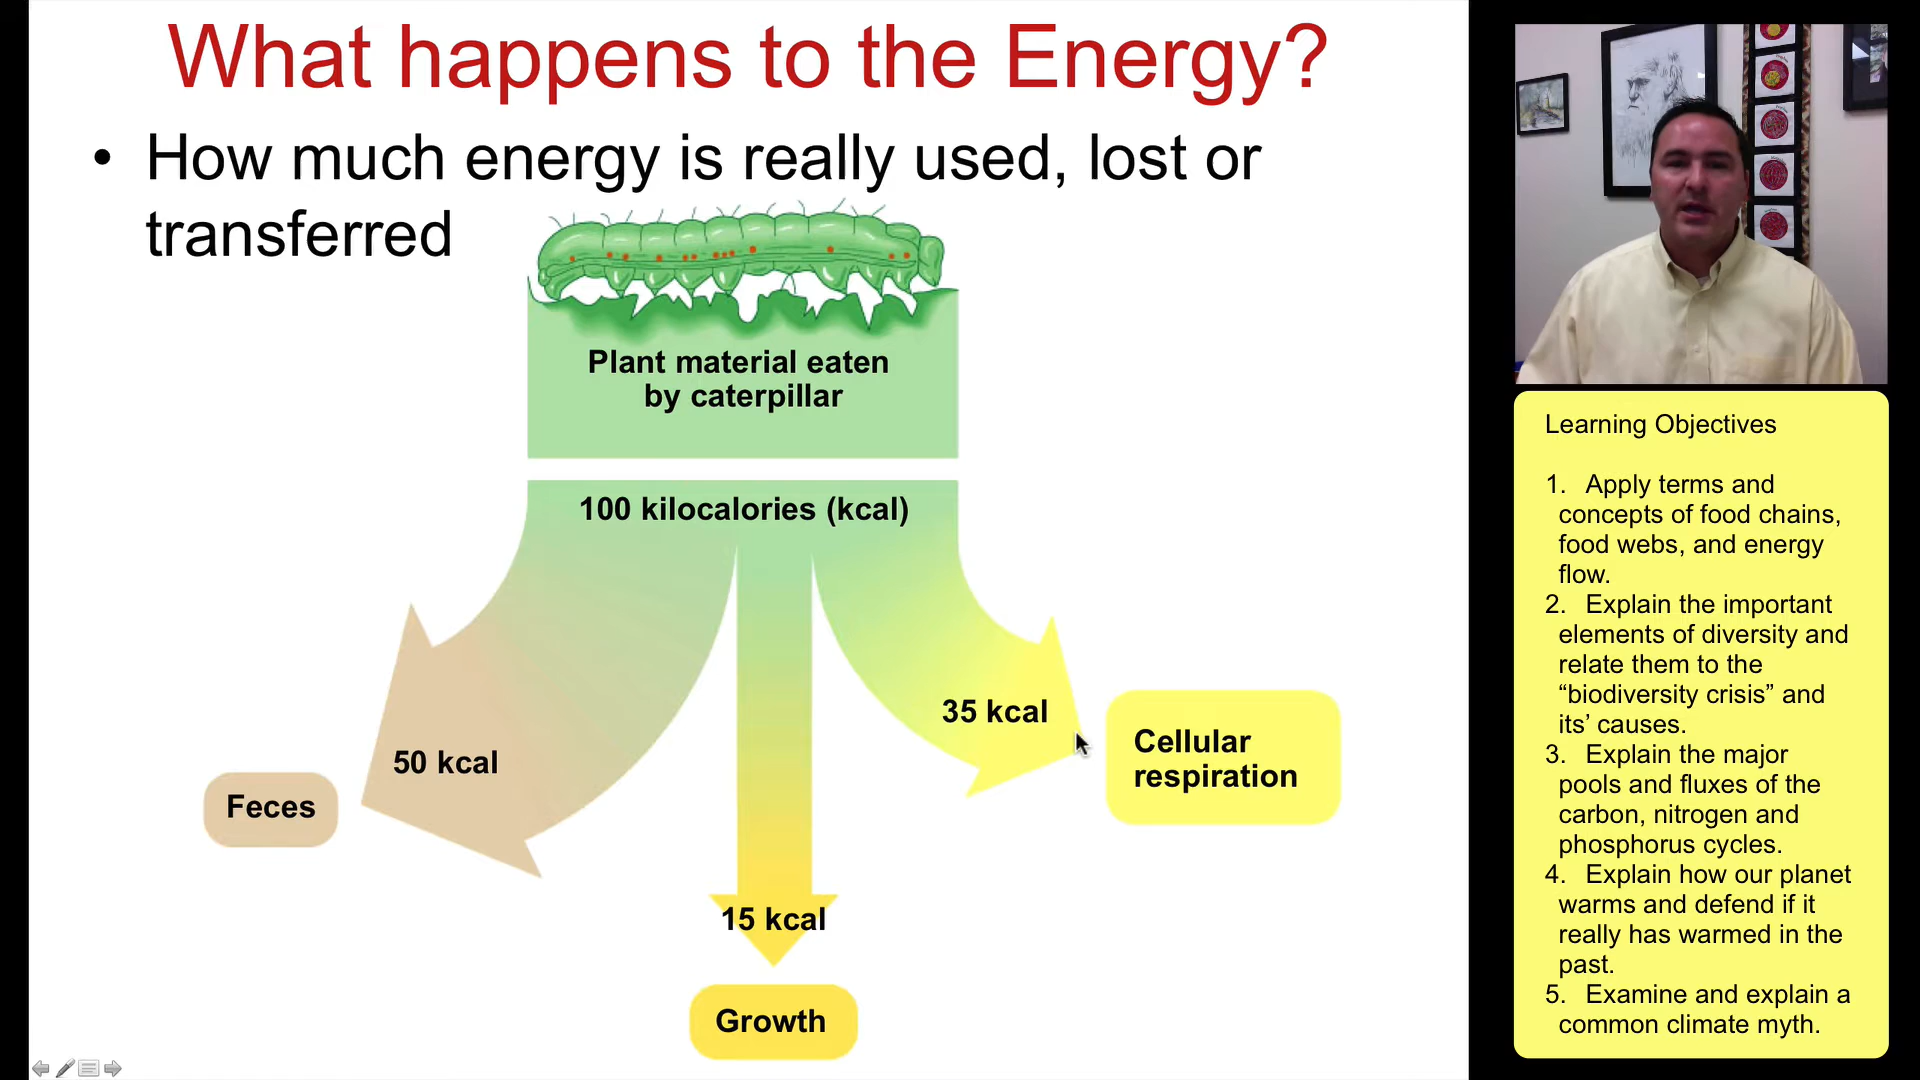 What happens to the Energy?
• How much energy is really used, lost or
transferred
Plant material eaten
by caterpillar
100 kilocalories (kcal)
35 kcal
Cellular
respiration
50 kcal
Feces
15 kcal
Growth
Learning Objectives
1. Apply terms and
concepts of food chains,
food webs, and energy
flow.
2. Explain the important
elements of diversity and
relate them to the
“biodiversity crisis” and
its’ causes.
3. Explain the major
pools and fluxes of the
carbon, nitrogen and
phosphorus cycles.
4. Explain how our planet
warms and defend if it
really has warmed in the
past.
5. Examine and explain a
common climate myth.